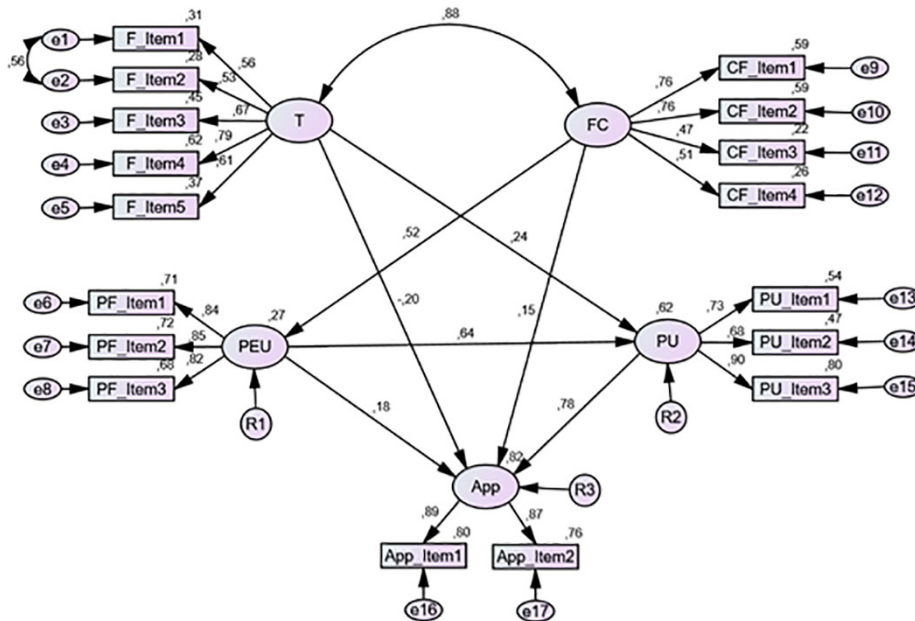 ,88
,31
e1
F_Item1
,56
,56
,28
e2
F_Item2
,53
,45
e3
F_Item3
,67
,62
,79
e4
F_Item4
,61
,37
e5
F_Item5
T
FC
,59
,76
CF_Item1
e9
,59
,76
CF_Item2
e10
,22
,47
CF_Item3
e11
,26
,51
CF_Item4
e12
,52
,24
-,20
,15
,71
e6
PF_Item1
,84
,72
e7
PF_Item2
,85
,68
,82
e8
PF_Item3
,27
PEU
R1
,64
,62
PU
R2
,54
,73
PU_Item1
e13
,47
,68
PU_Item2
e14
,80
,90
PU_Item3
e15
,18
,78
,82
App
R3
,89
,87
,80
,76
App_Item1
App_Item2
e16
e17